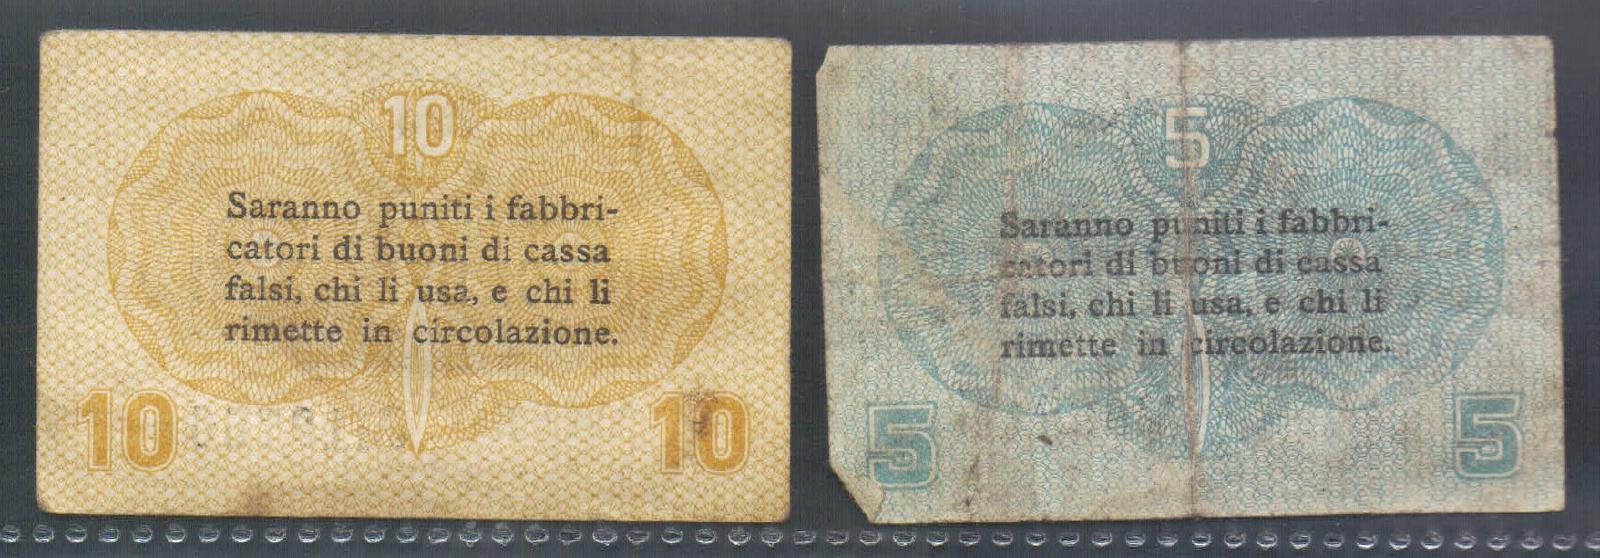 10
Saranno puniti i fabbri-
catori di buoni di cassa
falsi, chi li usa, e chi li
rimette in circolazione.
10 10
5
Saranno puniti i fabbri-
catori di buoni di cassa
falsi, chi li usa, e chi li
rimette in circolazione.
5 5